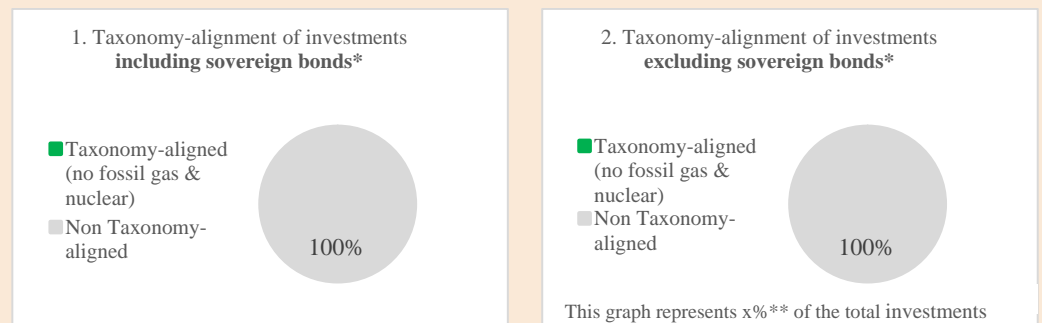 1. Taxonomy-alignment of investments
including sovereign bonds*
Taxonomy-aligned
(no fossil gas &
nuclear)
Non Taxonomy-
aligned
100%
2. Taxonomy-alignment of investments
excluding sovereign bonds*
Taxonomy-aligned
(no fossil gas &
nuclear)
Non Taxonomy-
aligned
100%
This graph represents x%** of the total investments